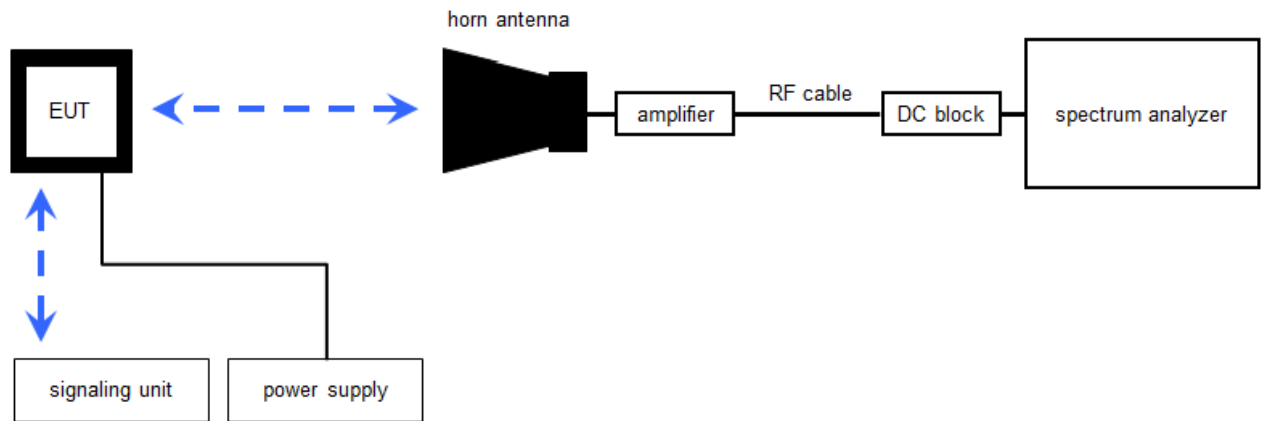 horn antenna
EUT
amplifier
RF cable
DC block
spectrum analyzer
signaling unit
power supply